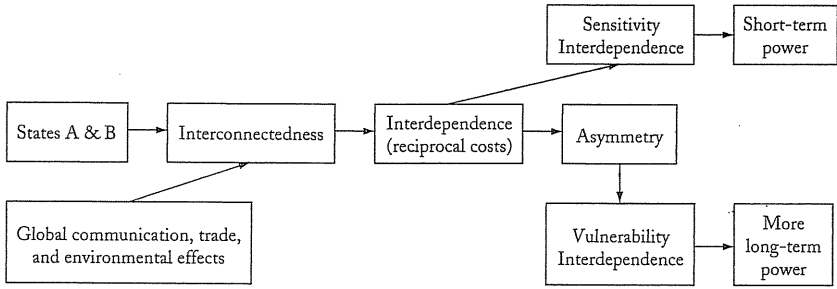 Sensitivity
Interdependence
Short-term
power
States A & B
Interconnectedness
Interdependence
(reciprocal costs)
Asymmetry
Global communication, trade,
and environmental effects
Vulnerability
Interdependence
More
long-term
power